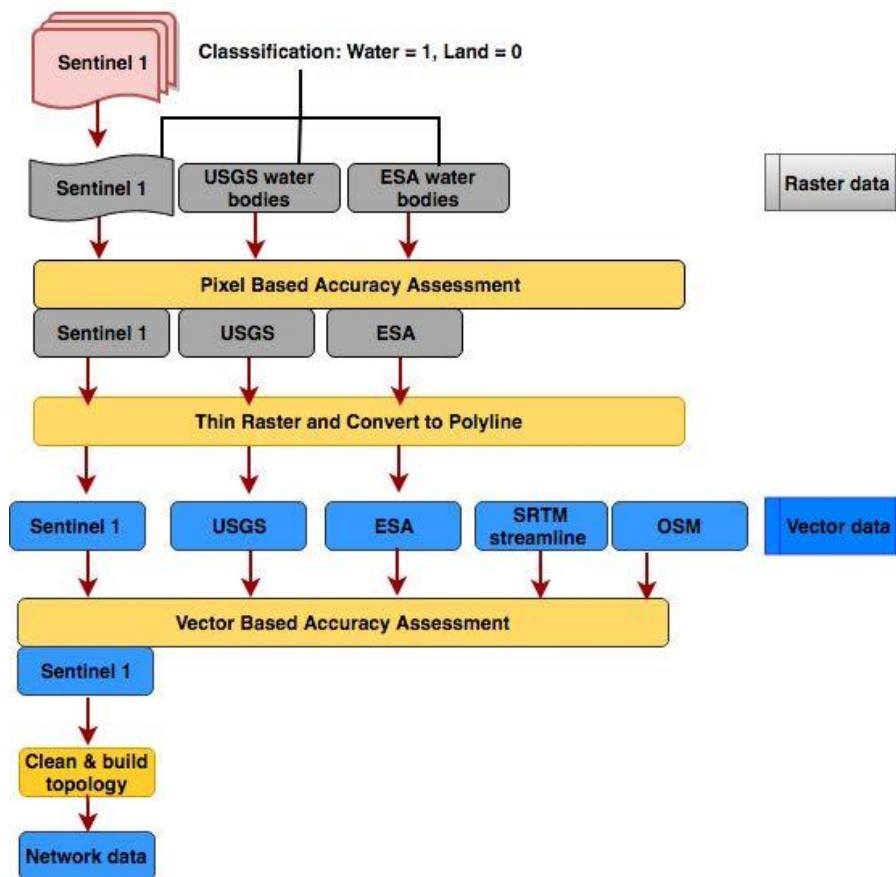 Sentinel 1
Classsification: Water = 1, Land = 0
Sentinel 1
USGS water
bodies
ESA water
bodies
Raster data
Pixel Based Accuracy Assessment
Sentinel 1
USGS
ESA
Thin Raster and Convert to Polyline
Sentinel 1
USGS
ESA
SRTM
streamline
OSM
Vector data
Vector Based Accuracy Assessment
Sentinel 1
Clean & build
topology
Network data